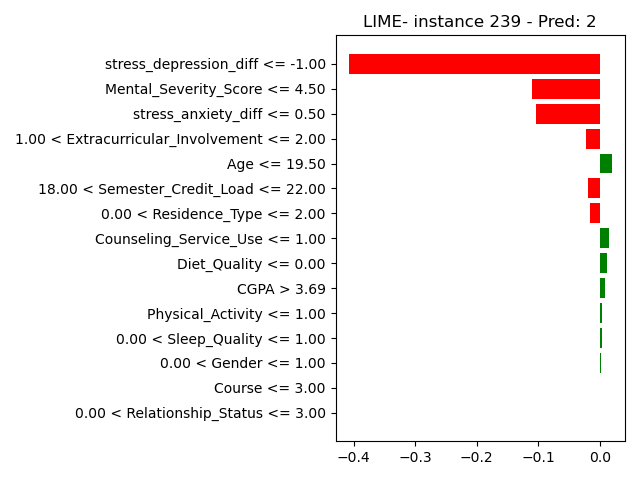 LIME- instance 239 - Pred: 2
stress_depression_diff <= -1.00
Mental_Severity_Score <= 4.50
stress_anxiety_diff <= 0.50
1.00 < Extracurricular_Involvement <= 2.00
Age <= 19.50
18.00 < Semester_Credit_Load <= 22.00
0.00 < Residence_Type <= 2.00
Counseling_Service_Use <= 1.00
Diet_Quality <= 0.00
CGPA > 3.69
Physical_Activity <= 1.00
0.00 < Sleep_Quality <= 1.00
0.00 < Gender <= 1.00
Course <= 3.00
0.00 < Relationship_Status <= 3.00
−0.4 −0.3 −0.2 −0.1 0.0